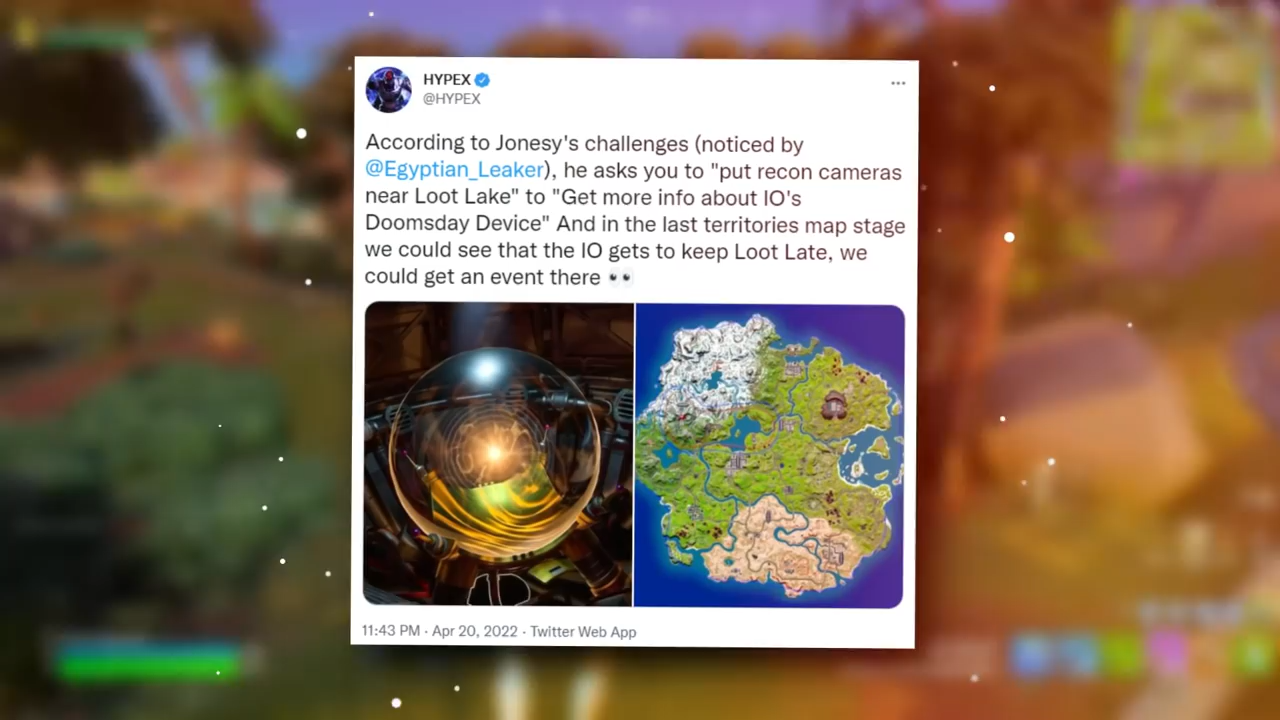 HYPEX
@HYPEX
According to Jonesy's challenges (noticed by
@Egyptian_Leaker), he asks you to "put recon cameras
near Loot Lake" to "Get more info about IO's
Doomsday Device" And in the last territories map stage
we could see that the IO gets to keep Loot Late, we
could get an event there 👀
11:43 PM · Apr 20, 2022 · Twitter Web App